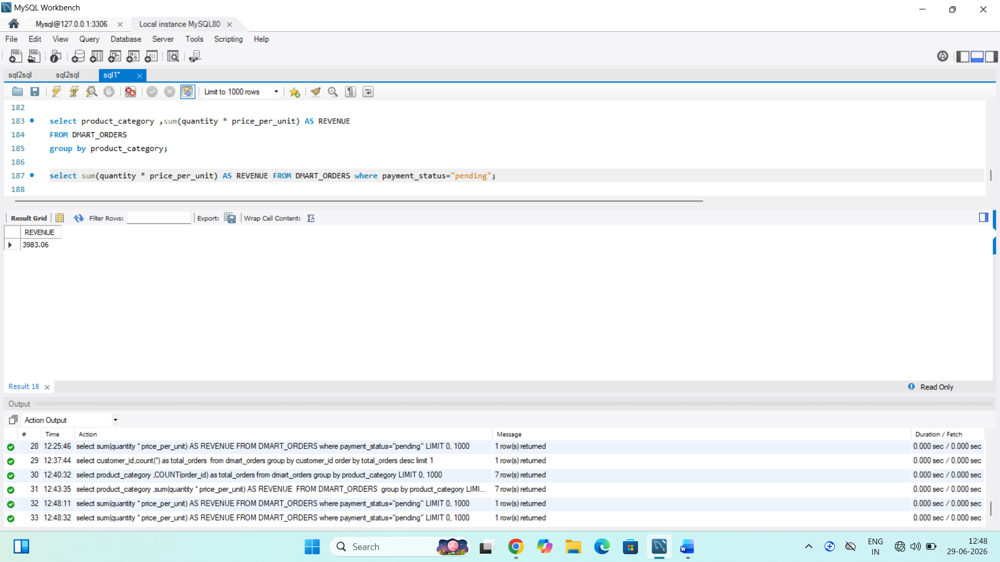 MySQL Workbench
Mysql@127.0.0.1:3306
Local instance MySQL80
File Edit View Query Database Server Tools Scripting Help
sql2sql
sql2sql
sql1*
Limit to 1000 rows
182
183 select product_category ,sum(quantity * price_per_unit) AS REVENUE
184 FROM DMART_ORDERS
185 group by product_category;
186
187 select sum(quantity * price_per_unit) AS REVENUE FROM DMART_ORDERS where payment_status="pending";
188
Result Grid Filter Rows: Export: Wrap Cell Content:
REVENUE
3983.06
Result 18
Read Only
Output
Action Output
# Time Action Message Duration / Fetch
28 12:25:46 select sum(quantity * price_per_unit) AS REVENUE FROM DMART_ORDERS where payment_status="pending" LIMIT 0, 1000 1 row(s) returned 0.000 sec / 0.000 sec
29 12:37:44 select customer_id,count(*) as total_orders from dmart_orders group by customer_id order by total_orders desc limit 1 1 row(s) returned 0.000 sec / 0.000 sec
30 12:40:32 select product_category ,COUNT(order_id) as total_orders from dmart_orders group by product_category LIMIT 0, 1000 7 row(s) returned 0.000 sec / 0.000 sec
31 12:43:35 select product_category ,sum(quantity * price_per_unit) AS REVENUE FROM DMART_ORDERS group by product_category LIMI... 7 row(s) returned 0.000 sec / 0.000 sec
32 12:48:11 select sum(quantity * price_per_unit) AS REVENUE FROM DMART_ORDERS where payment_status="pending" LIMIT 0, 1000 1 row(s) returned 0.000 sec / 0.000 sec
33 12:48:32 select sum(quantity * price_per_unit) AS REVENUE FROM DMART_ORDERS where payment_status="pending" LIMIT 0, 1000 1 row(s) returned 0.000 sec / 0.000 sec
Search
ENG
IN
12:48
29-06-2026